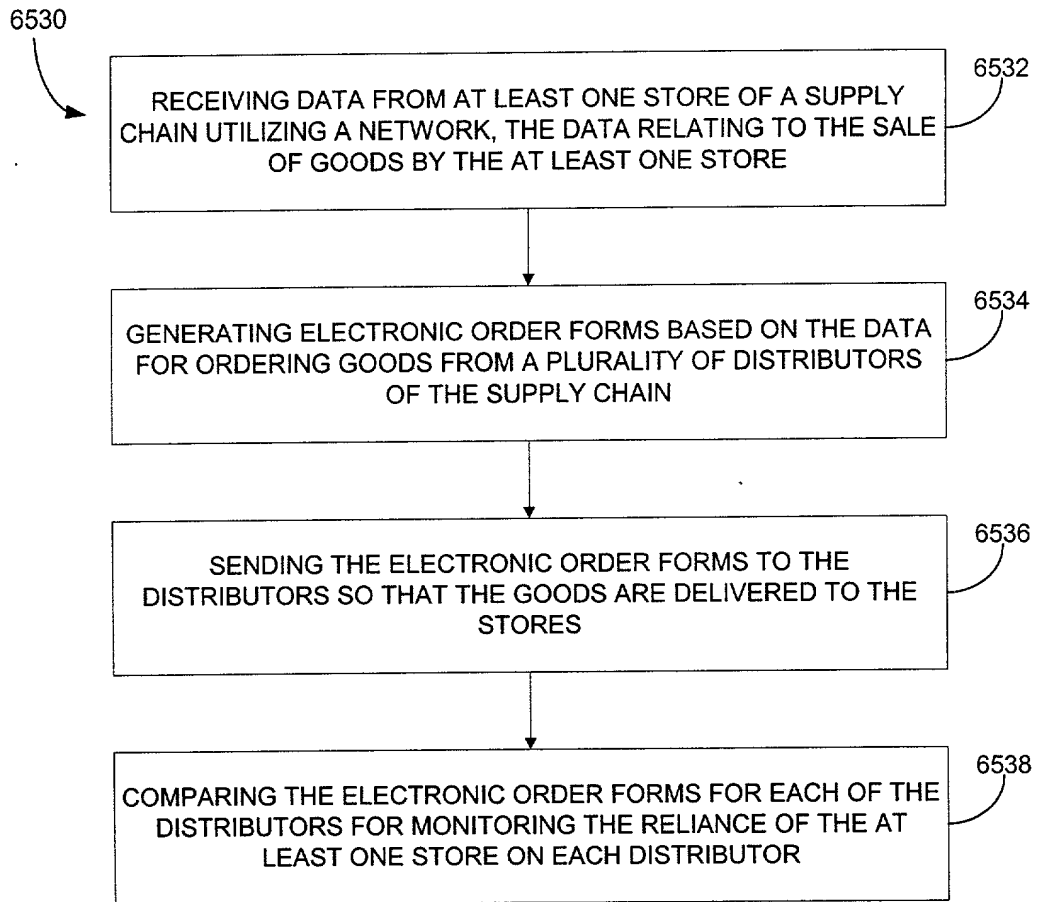 6530
6532
RECEIVING DATA FROM AT LEAST ONE STORE OF A SUPPLY
CHAIN UTILIZING A NETWORK, THE DATA RELATING TO THE SALE
OF GOODS BY THE AT LEAST ONE STORE
6534
GENERATING ELECTRONIC ORDER FORMS BASED ON THE DATA
FOR ORDERING GOODS FROM A PLURALITY OF DISTRIBUTORS
OF THE SUPPLY CHAIN
6536
SENDING THE ELECTRONIC ORDER FORMS TO THE
DISTRIBUTORS SO THAT THE GOODS ARE DELIVERED TO THE
STORES
6538
COMPARING THE ELECTRONIC ORDER FORMS FOR EACH OF THE
DISTRIBUTORS FOR MONITORING THE RELIANCE OF THE AT
LEAST ONE STORE ON EACH DISTRIBUTOR